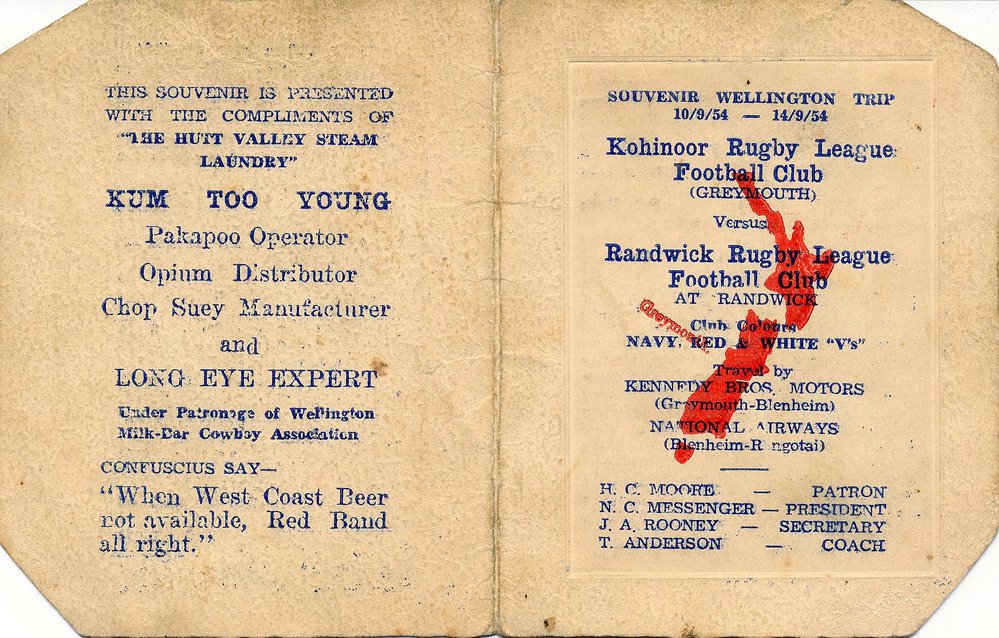 THIS SOUVENIR IS PRESENTED
WITH THE COMPLIMENTS OF
"THE HUTT VALLEY STEAM
LAUNDRY"
KUM TOO YOUNG
Pakapoo Operator
Opium Distributor
Chop Suey Manufacturer
and
LONG EYE EXPERT
Under Patronage of Wellington
Milk-Bar Cowboy Association
CONFUSCIUS SAY—
"When West Coast Beer
not available, Red Band
all right."
SOUVENIR WELLINGTON TRIP
10/9/54 — 14/9/54
Kohinoor Rugby League
Football Club
(GREYMOUTH)
Versus
Randwick Rugby League
Football Club
AT RANDWICK
Greymouth.
Club Colours
NAVY, RED & WHITE "V's"
Travel by
KENNEDY BROS. MOTORS
(Greymouth-Blenheim)
NATIONAL AIRWAYS
(Blenheim-Rongotai)
H. C. MOORE — PATRON
N. C. MESSENGER — PRESIDENT
J. A. ROONEY — SECRETARY
T. ANDERSON — COACH